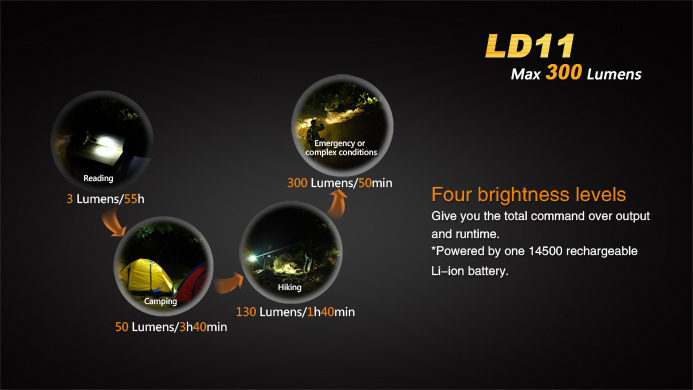 LD11
Max 300 Lumens
Reading
3 Lumens/55h
Camping
50 Lumens/3h40min
Hiking
130 Lumens/1h40min
Emergency or
complex conditions
300 Lumens/50min
Four brightness levels
Give you the total command over output
and runtime.
*Powered by one 14500 rechargeable
Li-ion battery.